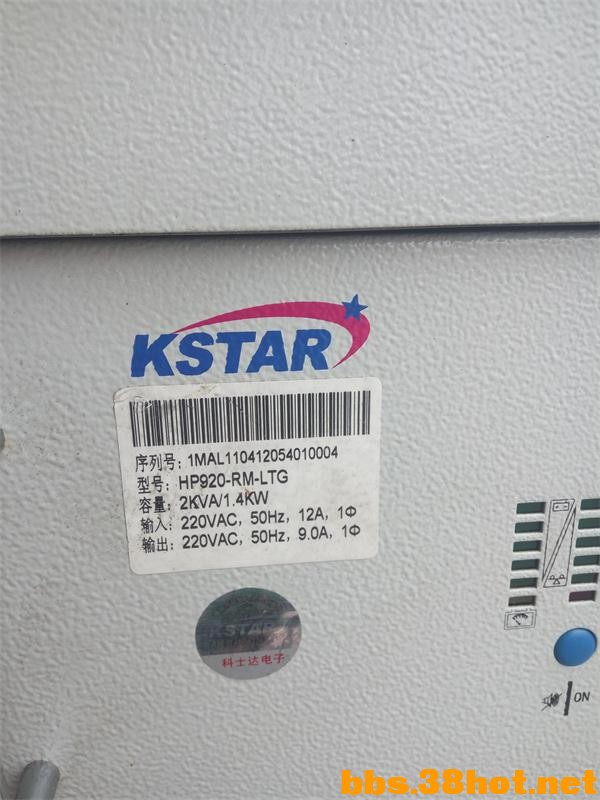 KSTAR
序列号: 1MAL110412054010004
型号: HP920-RM-LTG
容量: 2KVA/1.4KW
输入: 220VAC, 50Hz, 12A, 1Φ
输出: 220VAC, 50Hz, 9.0A, 1Φ
KSTAR
科士达电子
ON
bbs.38hot.net